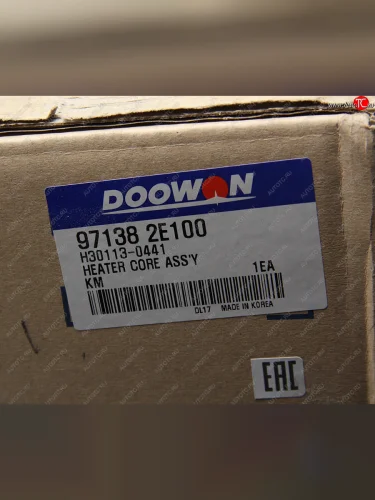 DOOWON
97138 2E100
H30113-0441
HEATER CORE ASS'Y
KM 1EA
DL17 MADE IN KOREA
EAC